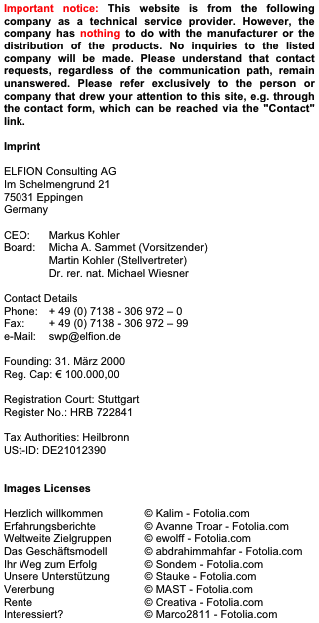 Important notice: This website is from the following
company as a technical service provider. However, the
company has nothing to do with the manufacturer or the
distribution of the products. No inquiries to the listed
company will be made. Please understand that contact
requests, regardless of the communication path, remain
unanswered. Please refer exclusively to the person or
company that drew your attention to this site, e.g. through
the contact form, which can be reached via the "Contact"
link.
Imprint
ELFION Consulting AG
Im Schelmengrund 21
75031 Eppingen
Germany
CEO: Markus Kohler
Board: Micha A. Sammet (Vorsitzender)
Martin Kohler (Stellvertreter)
Dr. rer. nat. Michael Wiesner
Contact Details
Phone: + 49 (0) 7138 - 306 972 – 0
Fax: + 49 (0) 7138 - 306 972 – 99
e-Mail: swp@elfion.de
Founding: 31. März 2000
Reg. Cap: € 100.000,00
Registration Court: Stuttgart
Register No.: HRB 722841
Tax Authorities: Heilbronn
US-ID: DE21012390
Images Licenses
Herzlich willkommen © Kalim - Fotolia.com
Erfahrungsberichte © Avanne Troar - Fotolia.com
Weltweite Zielgruppen © ewolff - Fotolia.com
Das Geschäftsmodell © abdrahimmahfar - Fotolia.com
Ihr Weg zum Erfolg © Sondem - Fotolia.com
Unsere Unterstützung © Stauke - Fotolia.com
Vererbung © MAST - Fotolia.com
Rente © Creativa - Fotolia.com
Interessiert? © Marco2811 - Fotolia.com